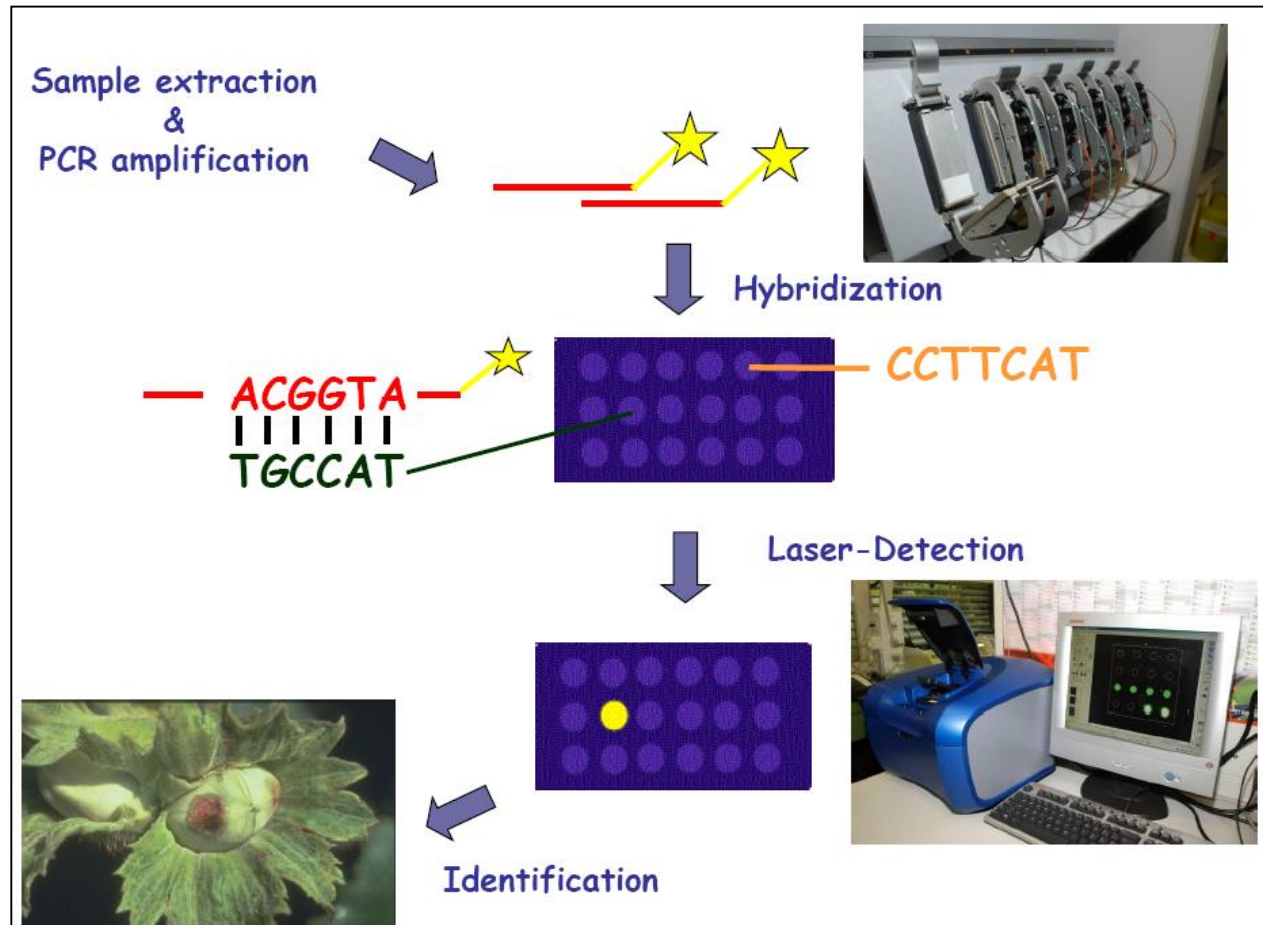 Sample extraction
&
PCR amplification
Hybridization
CCTTCAT
ACGGTA
TGCCAT
Laser-Detection
Identification